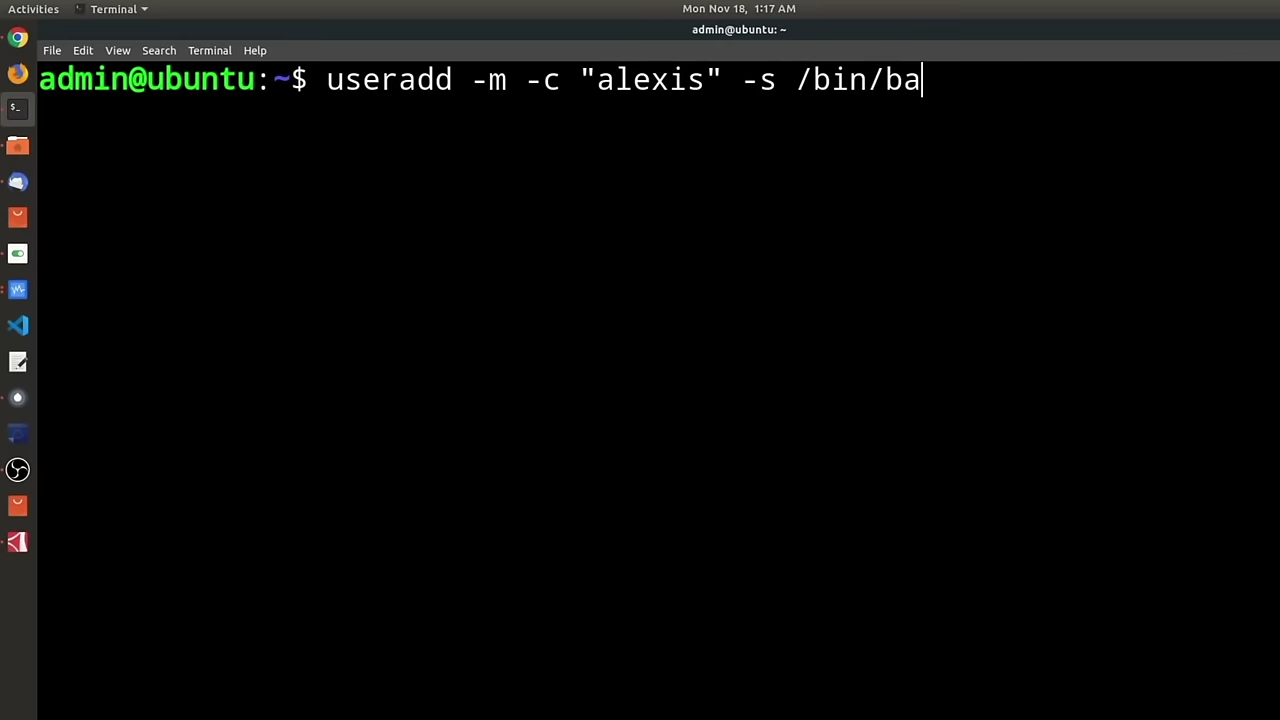 Activities Terminal Mon Nov 18, 1:17 AM
admin@ubuntu: ~
File Edit View Search Terminal Help
admin@ubuntu:~$ useradd -m -c "alexis" -s /bin/ba